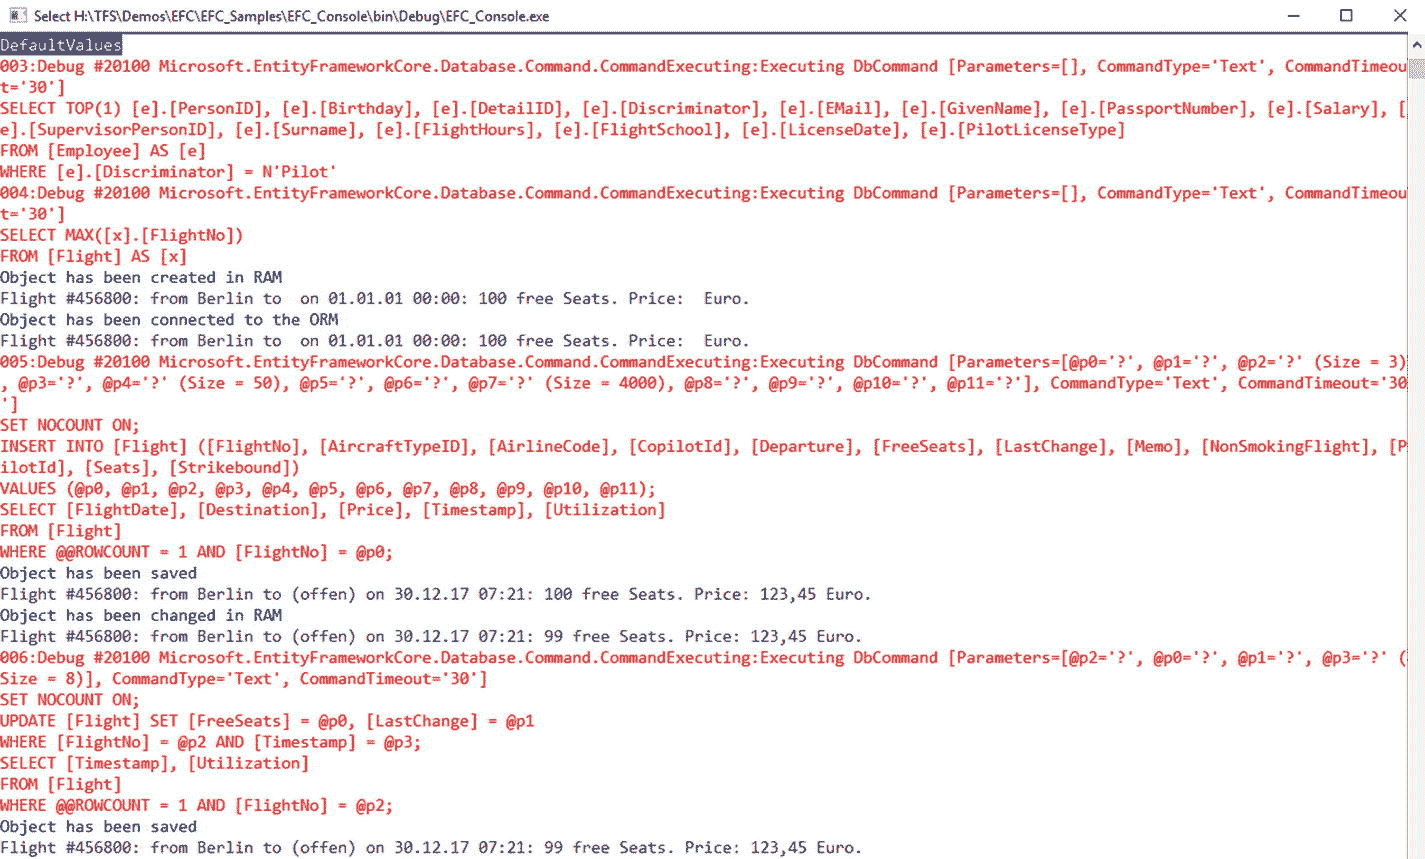 Select H:\TFS\Demos\EFC\EFC_Samples\EFC_Console\bin\Debug\EFC_Console.exe
DefaultValues
003:Debug #20100 Microsoft.EntityFrameworkCore.Database.Command.CommandExecuting:Executing DbCommand [Parameters=[], CommandType='Text', CommandTimeou
t='30']
SELECT TOP(1) [e].[PersonID], [e].[Birthday], [e].[DetailID], [e].[Discriminator], [e].[EMail], [e].[GivenName], [e].[PassportNumber], [e].[Salary], [
e].[SupervisorPersonID], [e].[Surname], [e].[FlightHours], [e].[FlightSchool], [e].[LicenseDate], [e].[PilotLicenseType]
FROM [Employee] AS [e]
WHERE [e].[Discriminator] = N'Pilot'
004:Debug #20100 Microsoft.EntityFrameworkCore.Database.Command.CommandExecuting:Executing DbCommand [Parameters=[], CommandType='Text', CommandTimeou
t='30']
SELECT MAX([x].[FlightNo])
FROM [Flight] AS [x]
Object has been created in RAM
Flight #456800: from Berlin to  on 01.01.01 00:00: 100 free Seats. Price:  Euro.
Object has been connected to the ORM
Flight #456800: from Berlin to  on 01.01.01 00:00: 100 free Seats. Price:  Euro.
005:Debug #20100 Microsoft.EntityFrameworkCore.Database.Command.CommandExecuting:Executing DbCommand [Parameters=[@p0='?', @p1='?', @p2='?' (Size = 3)
, @p3='?', @p4='?' (Size = 50), @p5='?', @p6='?', @p7='?' (Size = 4000), @p8='?', @p9='?', @p10='?', @p11='?'], CommandType='Text', CommandTimeout='30
']
SET NOCOUNT ON;
INSERT INTO [Flight] ([FlightNo], [AircraftTypeID], [AirlineCode], [CopilotId], [Departure], [FreeSeats], [LastChange], [Memo], [NonSmokingFlight], [P
ilotId], [Seats], [Strikebound])
VALUES (@p0, @p1, @p2, @p3, @p4, @p5, @p6, @p7, @p8, @p9, @p10, @p11);
SELECT [FlightDate], [Destination], [Price], [Timestamp], [Utilization]
FROM [Flight]
WHERE @@ROWCOUNT = 1 AND [FlightNo] = @p0;
Object has been saved
Flight #456800: from Berlin to (offen) on 30.12.17 07:21: 100 free Seats. Price: 123,45 Euro.
Object has been changed in RAM
Flight #456800: from Berlin to (offen) on 30.12.17 07:21: 99 free Seats. Price: 123,45 Euro.
006:Debug #20100 Microsoft.EntityFrameworkCore.Database.Command.CommandExecuting:Executing DbCommand [Parameters=[@p2='?', @p0='?', @p1='?', @p3='?' (
Size = 8)], CommandType='Text', CommandTimeout='30']
SET NOCOUNT ON;
UPDATE [Flight] SET [FreeSeats] = @p0, [LastChange] = @p1
WHERE [FlightNo] = @p2 AND [Timestamp] = @p3;
SELECT [Timestamp], [Utilization]
FROM [Flight]
WHERE @@ROWCOUNT = 1 AND [FlightNo] = @p2;
Object has been saved
Flight #456800: from Berlin to (offen) on 30.12.17 07:21: 99 free Seats. Price: 123,45 Euro.